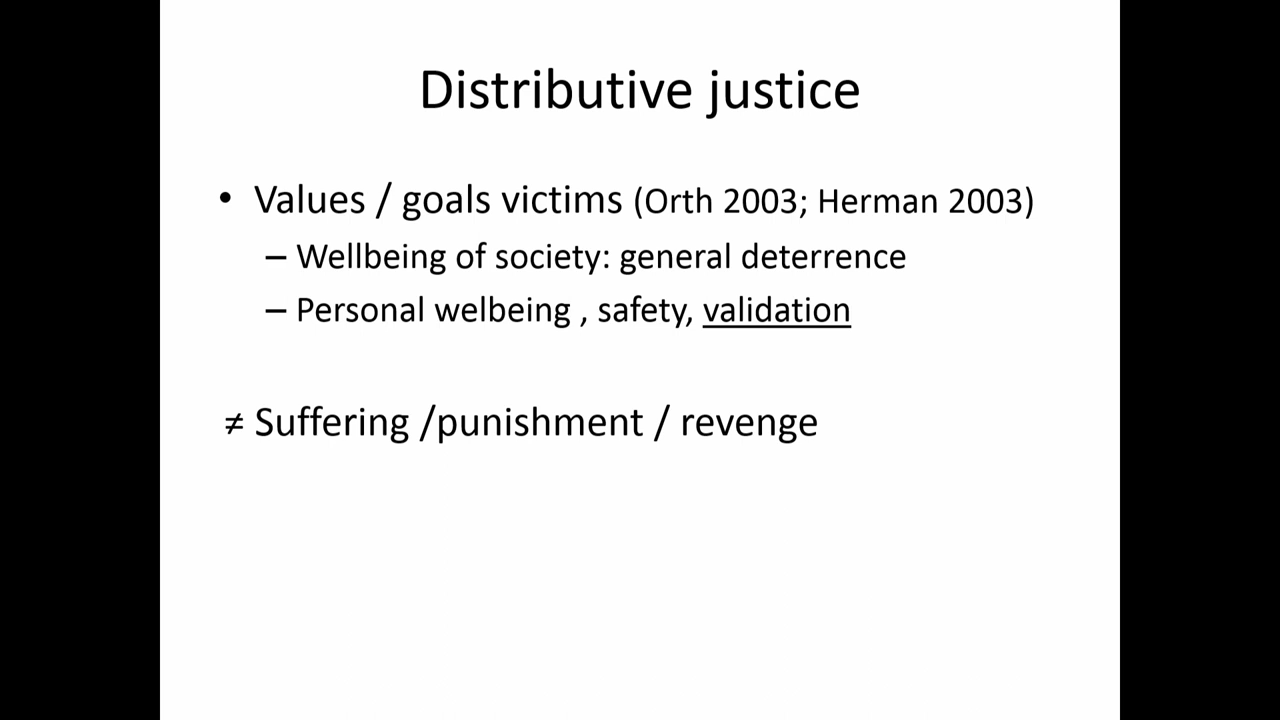 Distributive justice
• Values / goals victims (Orth 2003; Herman 2003)
– Wellbeing of society: general deterrence
– Personal welbeing , safety, validation
≠ Suffering /punishment / revenge